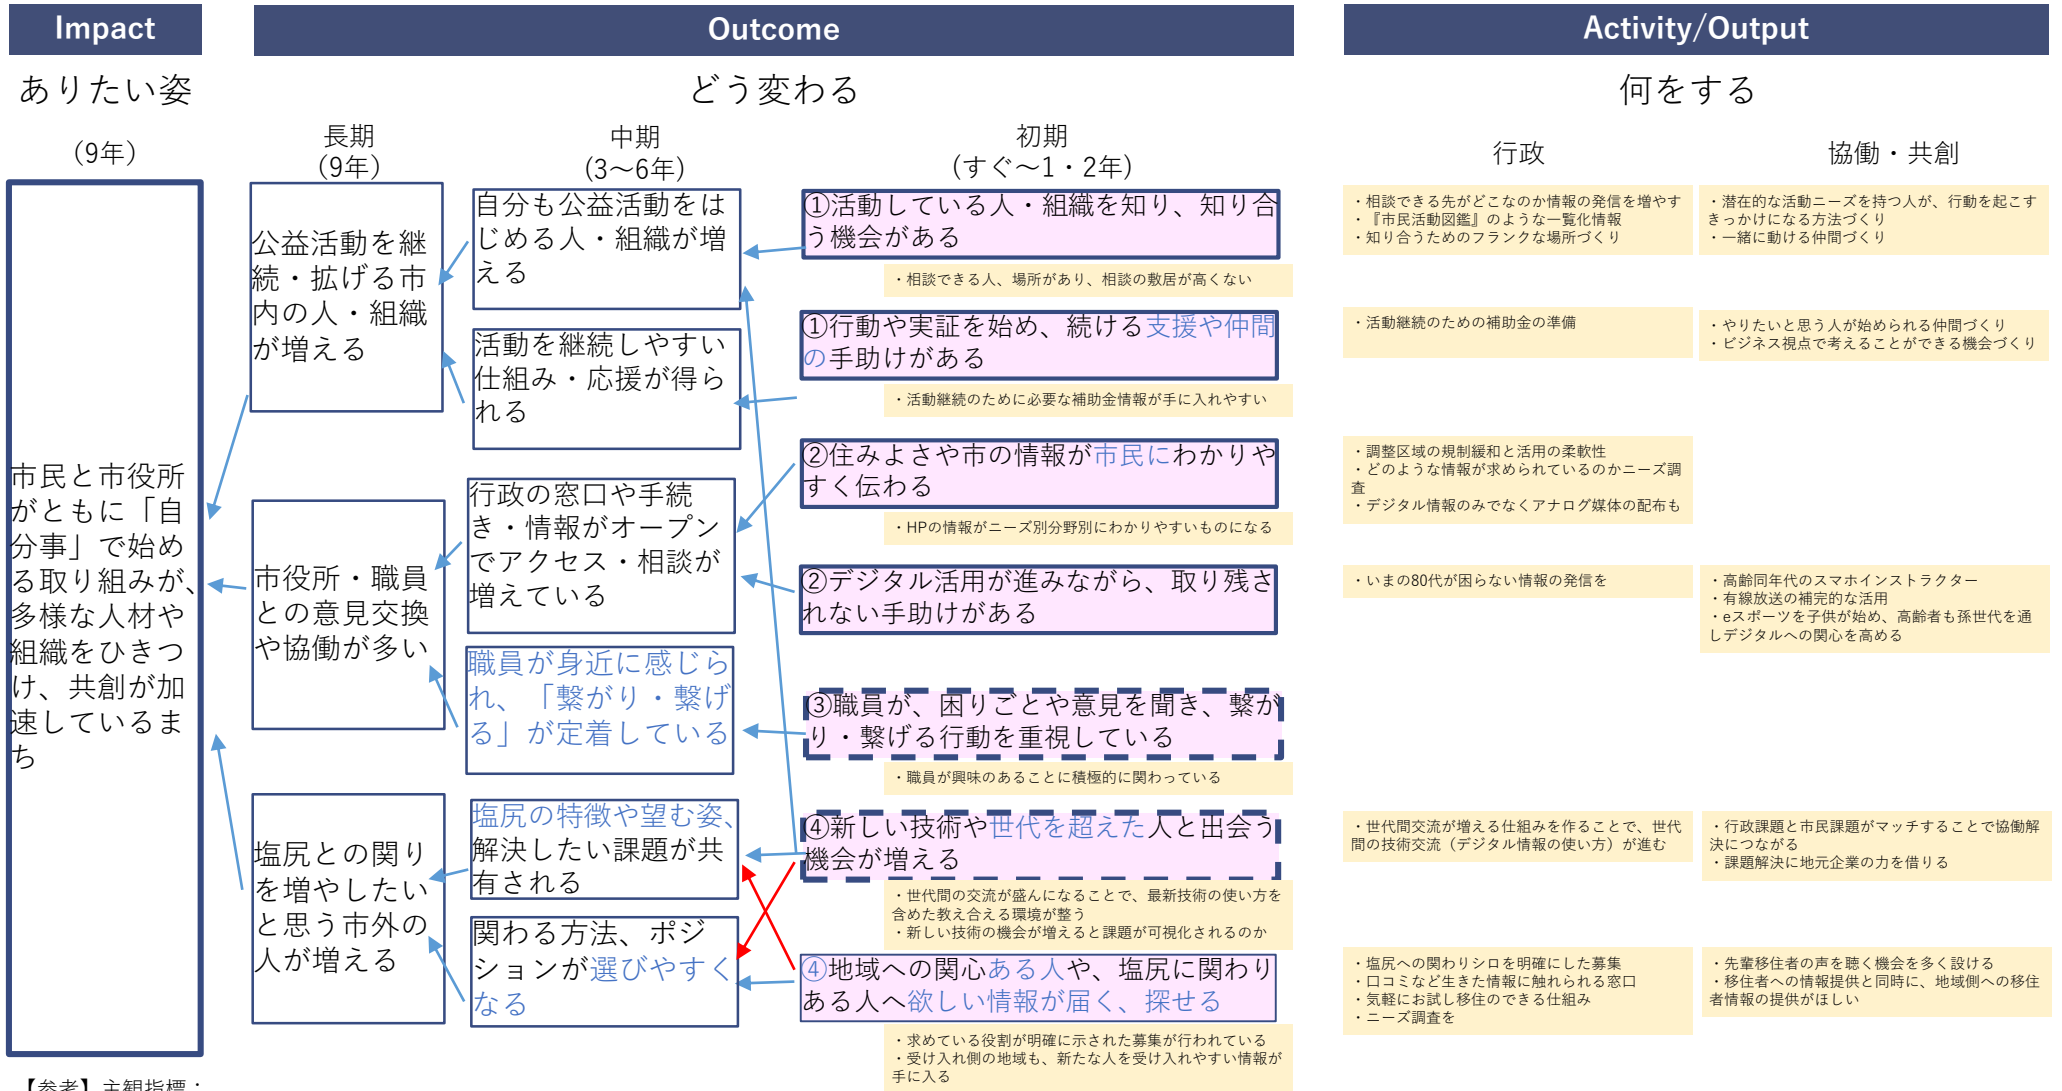 Impact
Outcome
Activity/Output
ありたい姿
どう変わる
何をする
（9年）
長期
（9年）
中期
（3～6年）
初期
（すぐ～1・2年）
行政
協働・共創
市民と市役所
がともに「自
分事」で始め
る取り組みが、
多様な人材や
組織をひきつ
け、共創が加
速しているま
ち
公益活動を継
続・拡げる市
内の人・組織
が増える
市役所・職員
との意見交換
や協働が多い
塩尻との関り
を増やしたい
と思う市外の
人が増える
自分も公益活動をは
じめる人・組織が増
える
活動を継続しやすい
仕組み・応援が得ら
れる
行政の窓口や手続
き・情報がオープン
でアクセス・相談が
増えている
職員が身近に感じら
れ、「繋がり・繋げ
る」が定着している
塩尻の特徴や望む姿、
解決したい課題が共
有される
関わる方法、ポジ
ションが選びやすく
なる
①活動している人・組織を知り、知り合
う機会がある
・相談できる人、場所があり、相談の敷居が高くない
①行動や実証を始め、続ける支援や仲間
の手助けがある
・活動継続のために必要な補助金情報が手に入れやすい
②住みよさや市の情報が市民にわかりや
すく伝わる
・HPの情報がニーズ別分野別にわかりやすいものになる
②デジタル活用が進みながら、取り残さ
れない手助けがある
③職員が、困りごとや意見を聞き、繋が
り・繋げる行動を重視している
・職員が興味のあることに積極的に関わっている
④新しい技術や世代を超えた人と出会う
機会が増える
・世代間の交流が盛んになることで、最新技術の使い方を
含めた教え合える環境が整う
・新しい技術の機会が増えると課題が可視化されるのか
④地域への関心ある人や、塩尻に関わり
ある人へ欲しい情報が届く、探せる
・求めている役割が明確に示された募集が行われている
・受け入れ側の地域も、新たな人を受け入れやすい情報が
手に入る
・相談できる先がどこなのか情報の発信を増やす
・『市民活動図鑑』のような一覧化情報
・知り合うためのフランクな場所づくり
・潜在的な活動ニーズを持つ人が、行動を起こす
きっかけになる方法づくり
・一緒に動ける仲間づくり
・活動継続のための補助金の準備
・やりたいと思う人が始められる仲間づくり
・ビジネス視点で考えることができる機会づくり
・調整区域の規制緩和と活用の柔軟性
・どのような情報が求められているのかニーズ調
査
・デジタル情報のみでなくアナログ媒体の配布も
・いまの80代が困らない情報の発信を
・高齢同年代のスマホインストラクター
・有線放送の補完的な活用
・eスポーツを子供が始め、高齢者も孫世代を通
しデジタルへの関心を高める
・世代間交流が増える仕組みを作ることで、世代
間の技術交流（デジタル情報の使い方）が進む
・行政課題と市民課題がマッチすることで協働解
決につながる
・課題解決に地元企業の力を借りる
・塩尻への関わりシロを明確にした募集
・口コミなど生きた情報に触れられる窓口
・気軽にお試し移住のできる仕組み
・ニーズ調査を
・先輩移住者の声を聴く機会を多く設ける
・移住者への情報提供と同時に、地域側への移住
者情報の提供がほしい
【参考】主観指標：